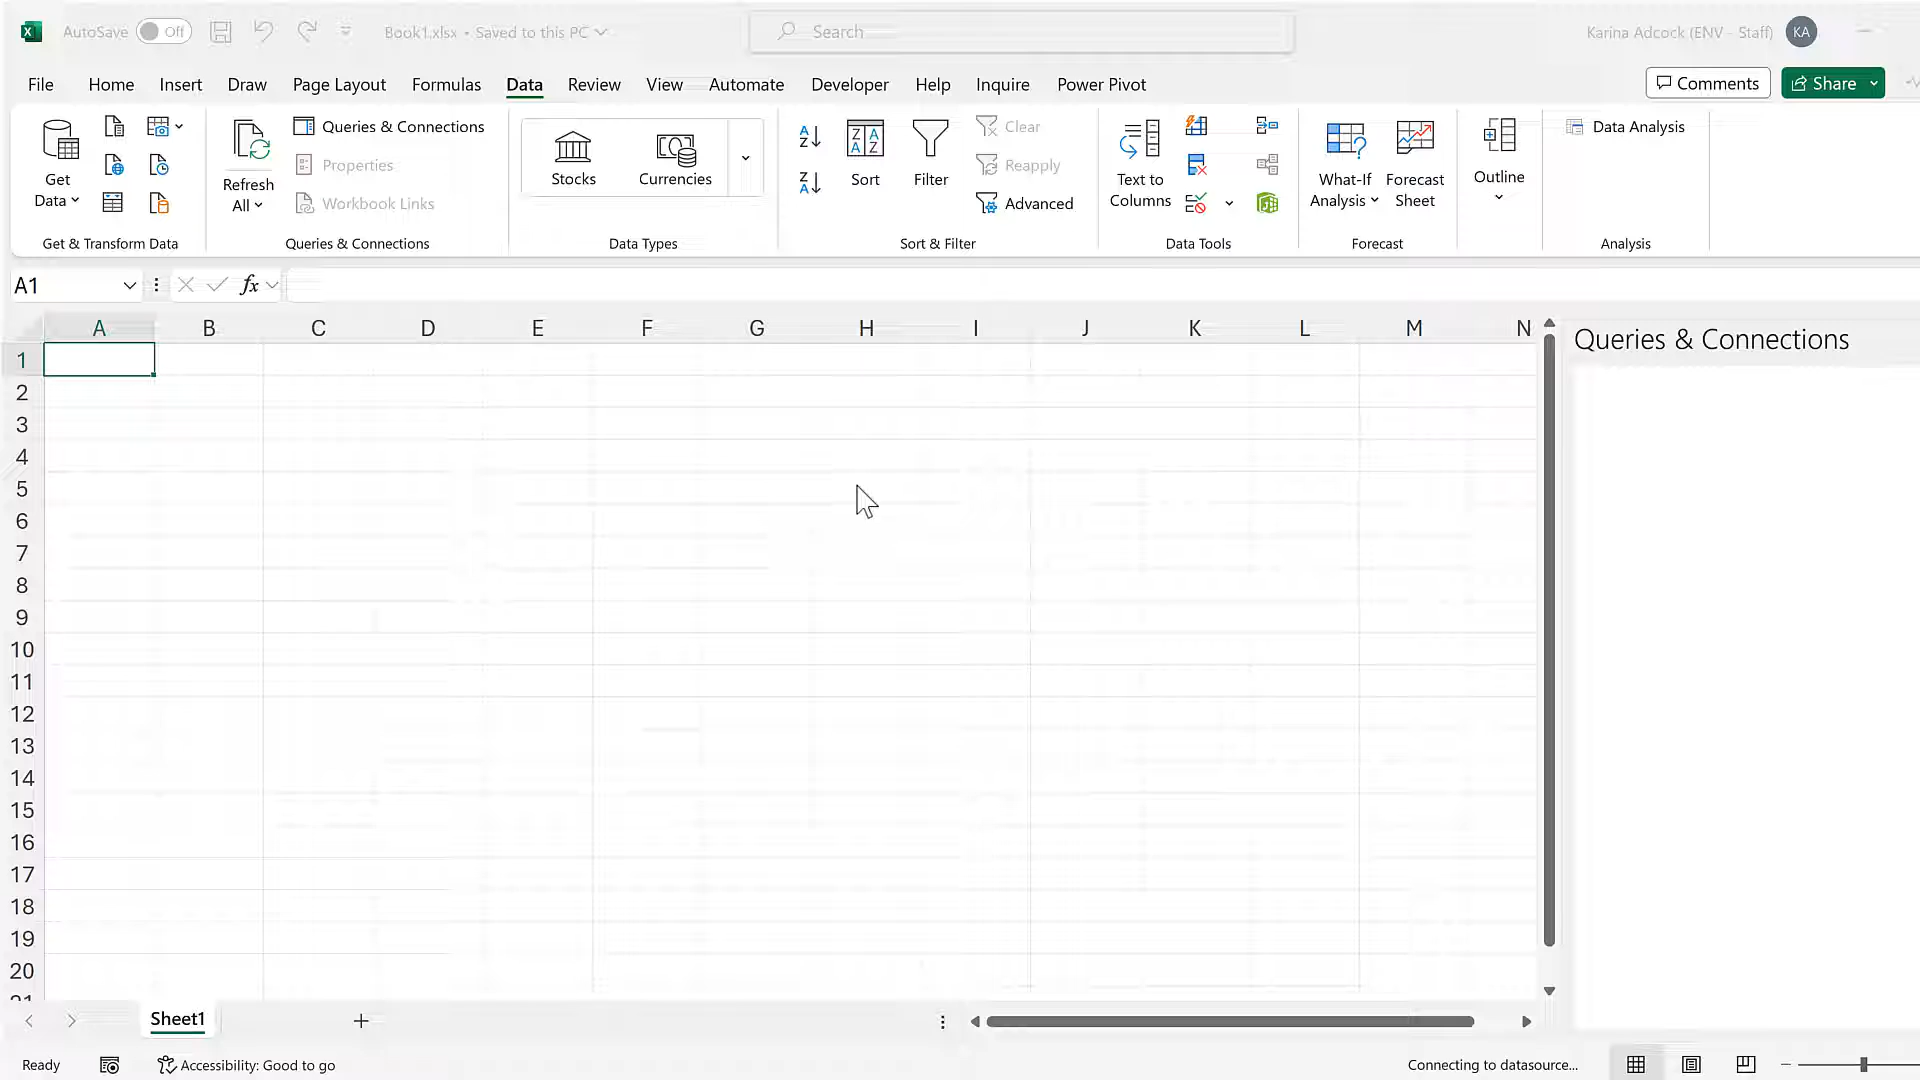 AutoSave Off Book1.xlsx • Saved to this PC Search Karina Adcock (ENV - Staff) KA
File Home Insert Draw Page Layout Formulas Data Review View Automate Developer Help Inquire Power Pivot Comments Share
Get Data
Get & Transform Data
Refresh All
Queries & Connections
Properties
Workbook Links
Queries & Connections
Stocks
Currencies
Data Types
Sort
Filter
Clear
Reapply
Advanced
Sort & Filter
Text to
Columns
Data Tools
What-If
Analysis
Forecast
Sheet
Forecast
Outline
Data Analysis
Analysis
A1 fx
A B C D E F G H I J K L M N
Queries & Connections
1
2
3
4
5
6
7
8
9
10
11
12
13
14
15
16
17
18
19
20
Sheet1
Ready Accessibility: Good to go Connecting to datasource...